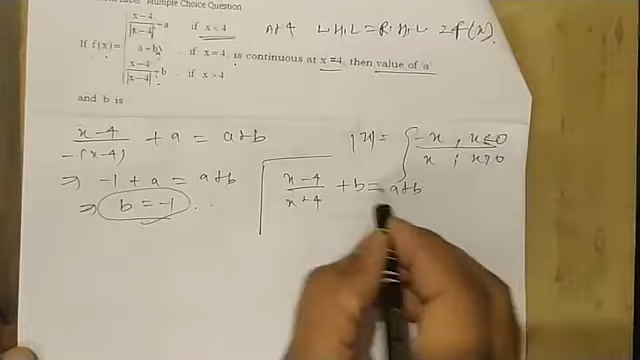 Multiple Choice Question
x-4/|x-4| + a if x < 4 At 4 L.H.L = R.H.L = f(x).
If f(x) = a + b, if x = 4, is continuous at x = 4, then value of a
x-4/|x-4| + b, if x > 4
and b is
x-4/-(x-4) + a = a+b |x| = { -x, x<0
x ; x>0
⇒ -1 + a = a+b x-4/x-4 + b = a+b
⇒ b = -1